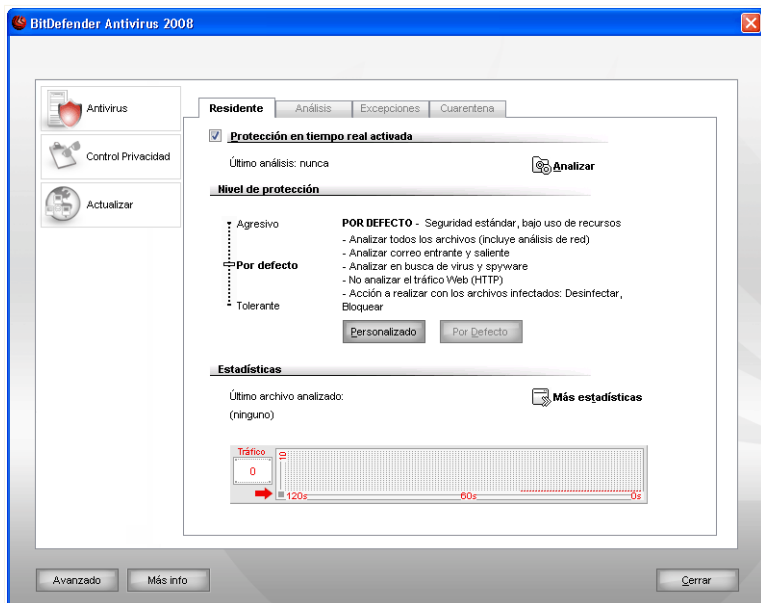 BitDefender Antivirus 2008
Antivirus
Control Privacidad
Actualizar
Residente
Análisis
Excepciones
Cuarentena
Protección en tiempo real activada
Último análisis: nunca
Analizar
Nivel de protección
Agresivo
Por defecto
Tolerante
POR DEFECTO - Seguridad estándar, bajo uso de recursos
- Analizar todos los archivos (incluye análisis de red)
- Analizar correo entrante y saliente
- Analizar en busca de virus y spyware
- No analizar el tráfico Web (HTTP)
- Acción a realizar con los archivos infectados: Desinfectar,
Bloquear
Personalizado
Por Defecto
Estadísticas
Último archivo analizado:
(ninguno)
Más estadísticas
Tráfico
0
10
120s
60s
0s
Avanzado
Más info
Cerrar